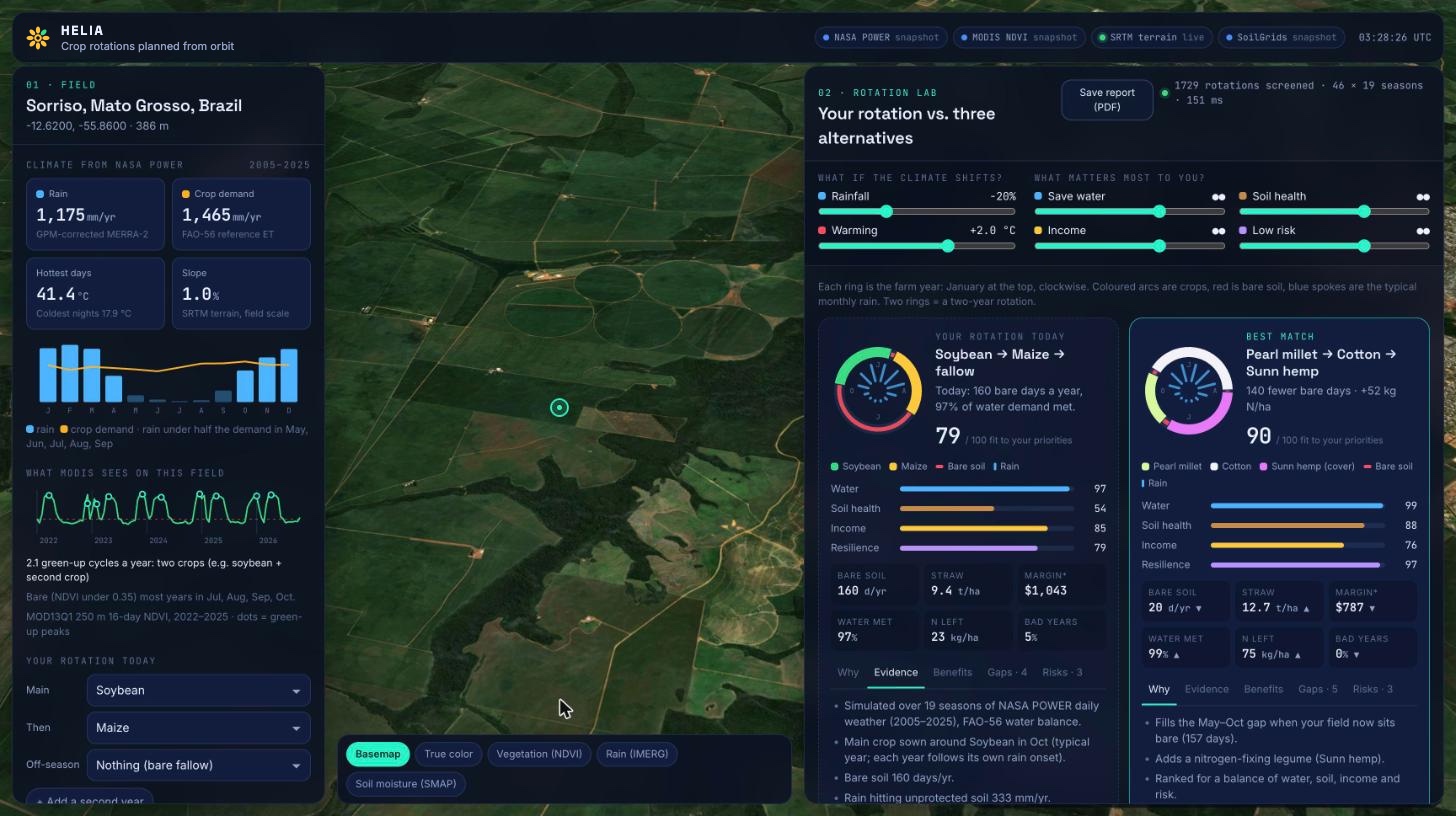 HELIA
Crop rotations planned from orbit
NASA POWER snapshot
MODIS NDVI snapshot
SRTM terrain live
SoilGrids snapshot
03:28:26 UTC
01 · FIELD
Sorriso, Mato Grosso, Brazil
-12.6200, -55.8600 · 386 m
CLIMATE FROM NASA POWER 2005–2025
Rain
1,175 mm/yr
GPM-corrected MERRA-2
Crop demand
1,465 mm/yr
FAO-56 reference ET
Hottest days
41.4 °C
Coldest nights 17.9 °C
Slope
1.0%
SRTM terrain, field scale
J F M A M J J A S O N D
rain crop demand · rain under half the demand in May,
Jun, Jul, Aug, Sep
WHAT MODIS SEES ON THIS FIELD
2022 2023 2024 2025 2026
2.1 green-up cycles a year: two crops (e.g. soybean +
second crop)
Bare (NDVI under 0.35) most years in Jul, Aug, Sep, Oct.
MOD13Q1 250 m 16-day NDVI, 2022–2025 · dots = green-
up peaks
YOUR ROTATION TODAY
Main Soybean
Then Maize
Off-season Nothing (bare fallow)
+ Add a second year
Basemap
True color
Vegetation (NDVI)
Rain (IMERG)
Soil moisture (SMAP)
02 · ROTATION LAB
Your rotation vs. three
alternatives
Save report
(PDF)
1729 rotations screened · 46 × 19 seasons
· 151 ms
WHAT IF THE CLIMATE SHIFTS?
Rainfall -20%
Warming +2.0 °C
WHAT MATTERS MOST TO YOU?
Save water
Soil health
Income
Low risk
Each ring is the farm year: January at the top, clockwise. Coloured arcs are crops, red is bare soil, blue spokes are the typical
monthly rain. Two rings = a two-year rotation.
YOUR ROTATION TODAY
Soybean → Maize →
fallow
Today: 160 bare days a year,
97% of water demand met.
79 / 100 fit to your priorities
J
A
J
O
Soybean Maize Bare soil Rain
Water 97
Soil health 54
Income 85
Resilience 79
BARE SOIL
160 d/yr
STRAW
9.4 t/ha
MARGIN*
$1,043
WATER MET
97%
N LEFT
23 kg/ha
BAD YEARS
5%
Why Evidence Benefits Gaps · 4 Risks · 3
• Simulated over 19 seasons of NASA POWER daily
weather (2005–2025), FAO-56 water balance.
• Main crop sown around Soybean in Oct (typical
year; each year follows its own rain onset).
• Bare soil 160 days/yr.
• Rain hitting unprotected soil 333 mm/yr.
BEST MATCH
Pearl millet → Cotton →
Sunn hemp
140 fewer bare days · +52 kg
N/ha
90 / 100 fit to your priorities
J
A
J
O
Pearl millet Cotton Sunn hemp (cover) Bare soil
Rain
Water 99
Soil health 88
Income 76
Resilience 97
BARE SOIL
20 d/yr ▼
STRAW
12.7 t/ha ▲
MARGIN*
$787 ▼
WATER MET
99% ▲
N LEFT
75 kg/ha ▲
BAD YEARS
0% ▼
Why Evidence Benefits Gaps · 5 Risks · 3
• Fills the May–Oct gap when your field now sits
bare (157 days).
• Adds a nitrogen-fixing legume (Sunn hemp).
• Ranked for a balance of water, soil, income and
risk.